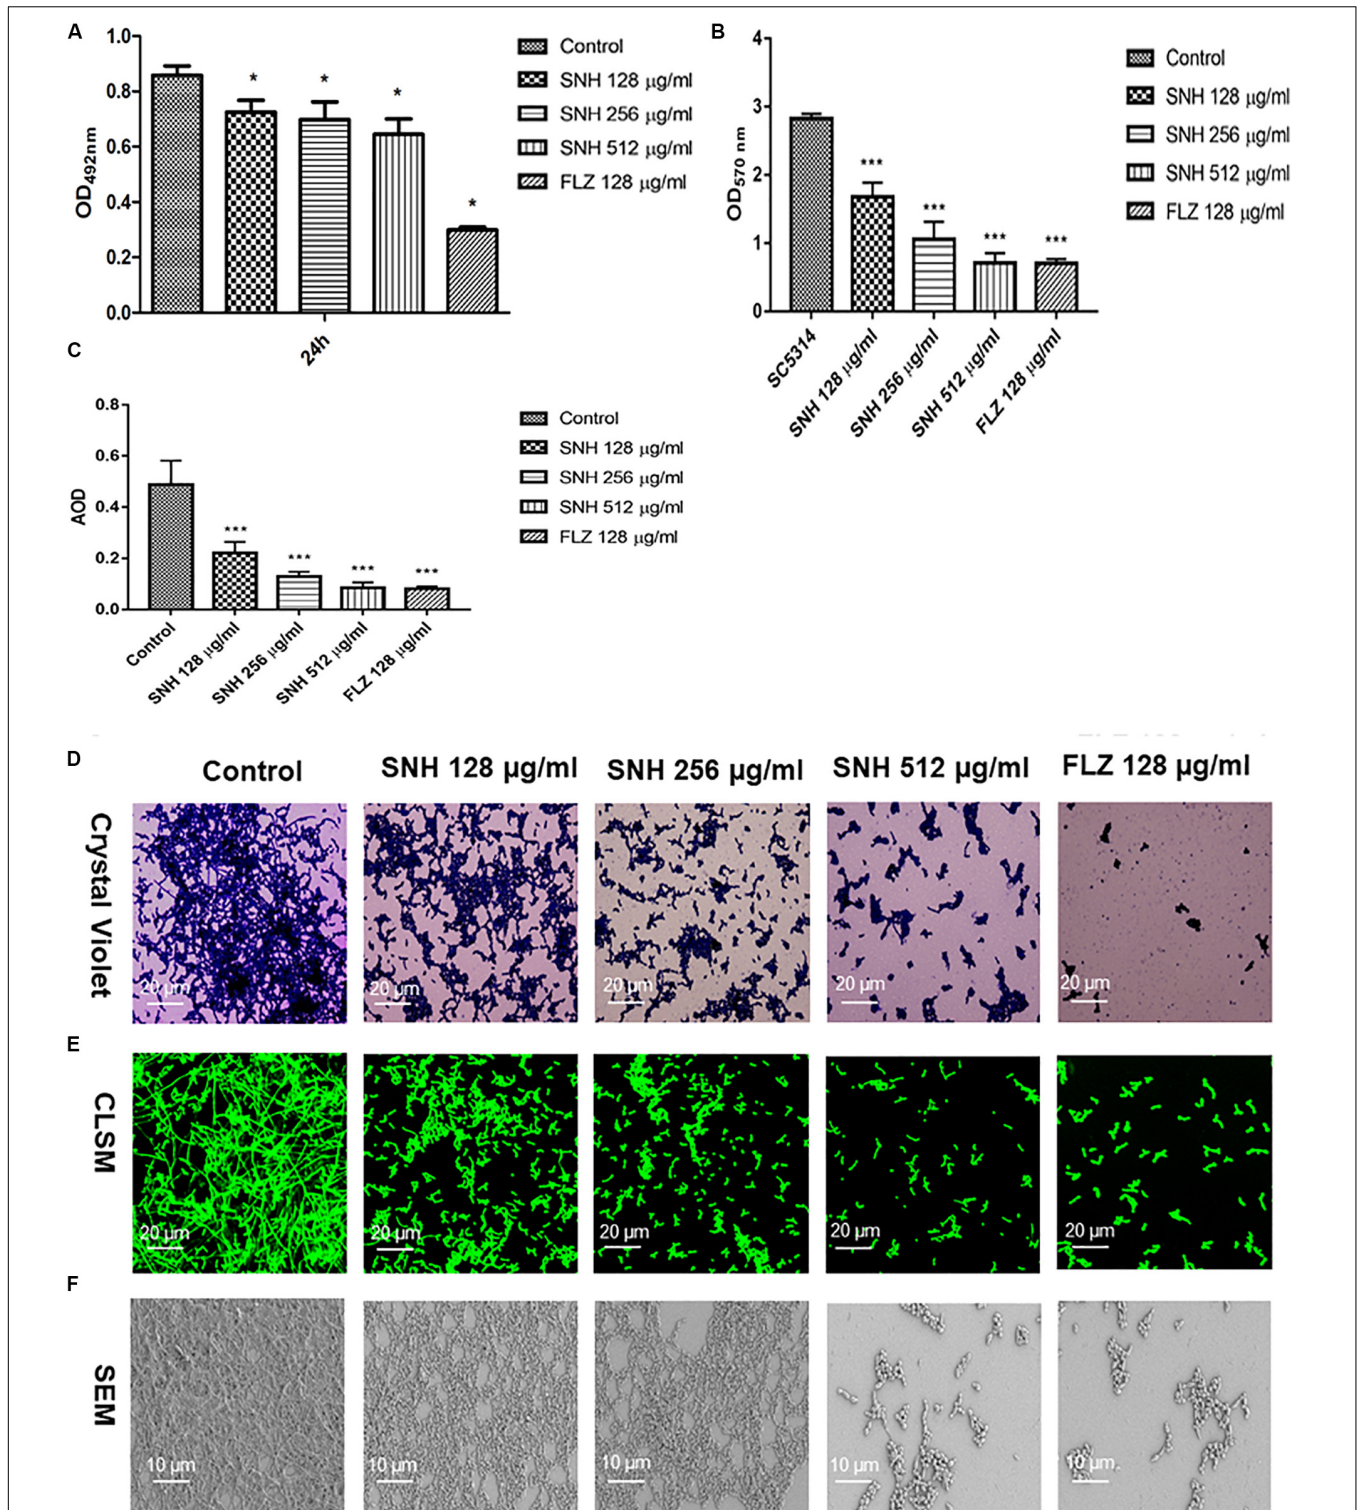 A
1.0
0.8
0.6
0.4
0.2
0.0
OD492nm
*
*
*
*
24h
Control
SNH 128 µg/ml
SNH 256 µg/ml
SNH 512 µg/ml
FLZ 128 µg/ml
B
4
3
2
1
0
OD570 nm
***
***
***
***
SC5314
SNH 128 µg/ml
SNH 256 µg/ml
SNH 512 µg/ml
FLZ 128 µg/ml
Control
SNH 128 µg/ml
SNH 256 µg/ml
SNH 512 µg/ml
FLZ 128 µg/ml
C
0.8
0.6
0.4
0.2
0.0
AOD
***
***
***
***
Control
SNH 128 µg/ml
SNH 256 µg/ml
SNH 512 µg/ml
FLZ 128 µg/ml
Control
SNH 128 µg/ml
SNH 256 µg/ml
SNH 512 µg/ml
FLZ 128 µg/ml
D
Control
SNH 128 µg/ml
SNH 256 µg/ml
SNH 512 µg/ml
FLZ 128 µg/ml
Crystal Violet
20 µm
20 µm
20 µm
20 µm
20 µm
E
CLSM
20 µm
20 µm
20 µm
20 µm
20 µm
F
SEM
10 µm
10 µm
10 µm
10 µm
10 µm